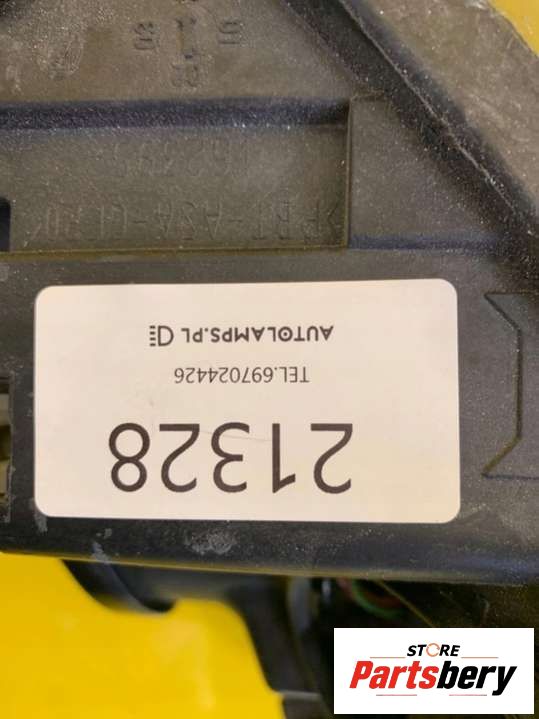 21328
TEL.697024426
AUTOLAMPS.PL
STORE
Partsbery